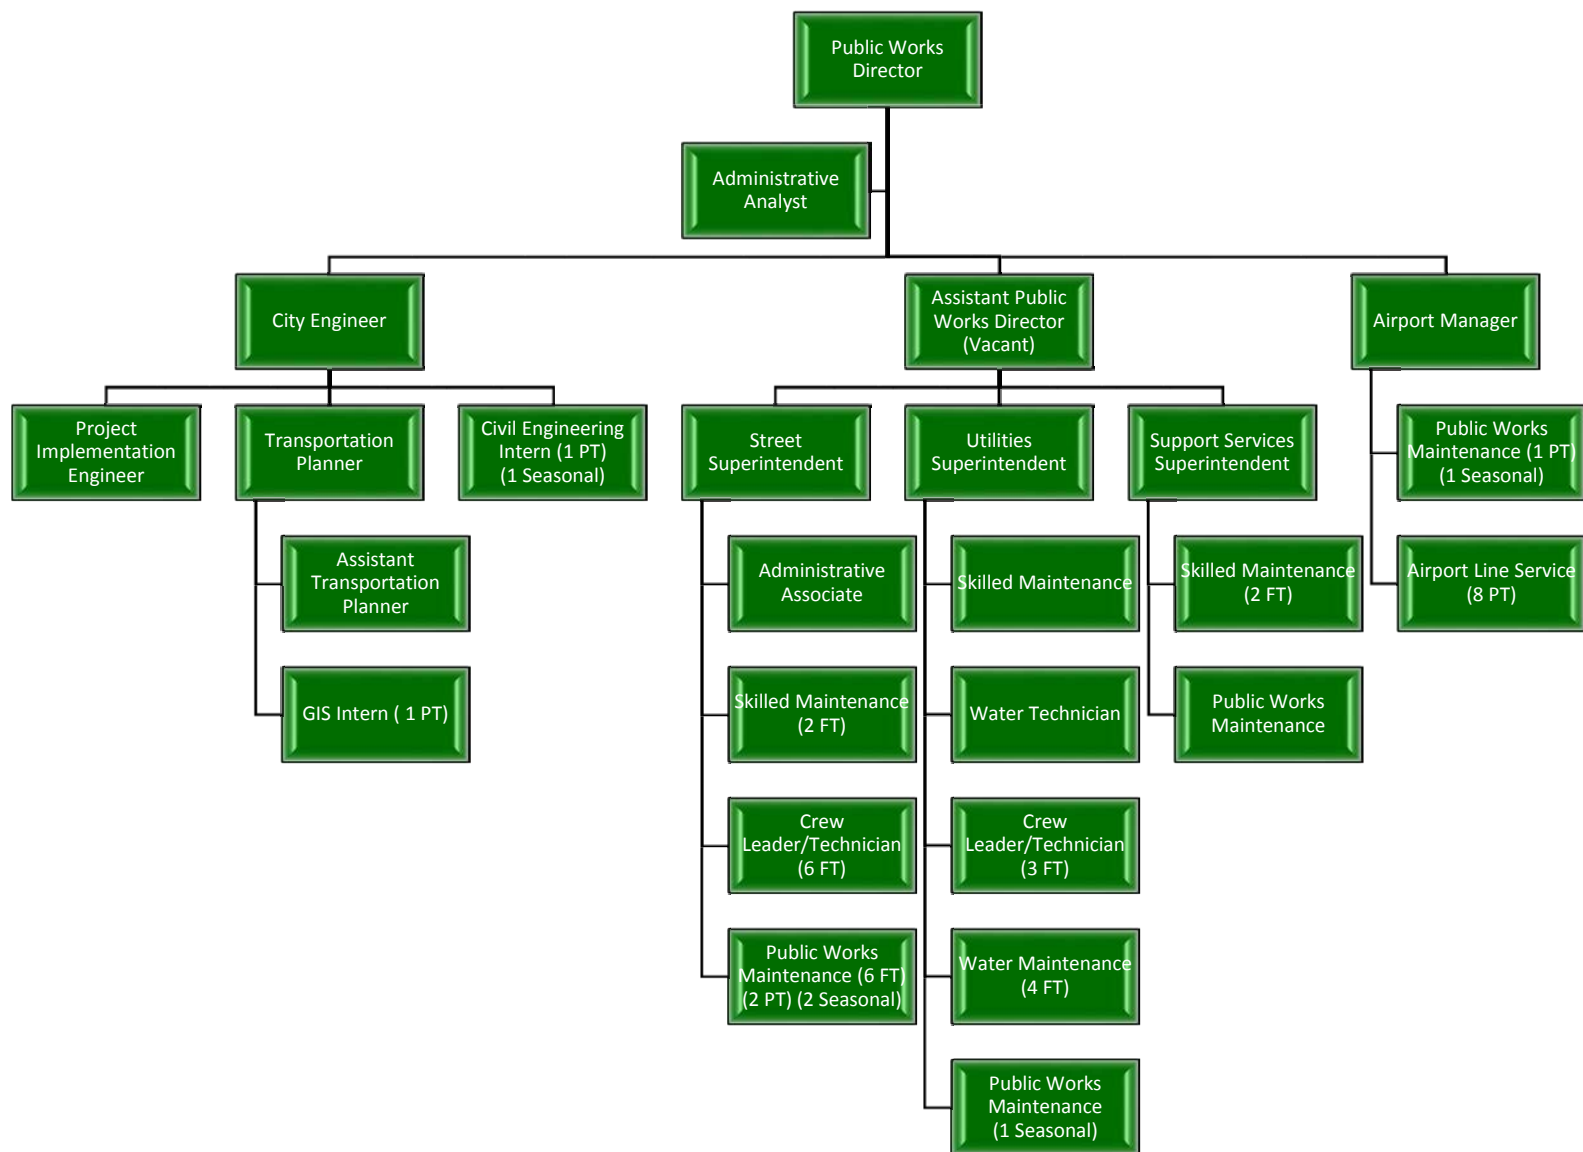 Public Works
Director
Administrative
Analyst
City Engineer
Assistant Public
Works Director
(Vacant)
Airport Manager
Project
Implementation
Engineer
Transportation
Planner
Civil Engineering
Intern (1 PT)
(1 Seasonal)
Street
Superintendent
Utilities
Superintendent
Support Services
Superintendent
Public Works
Maintenance (1 PT)
(1 Seasonal)
Assistant
Transportation
Planner
Administrative
Associate
Skilled Maintenance
Skilled Maintenance
(2 FT)
Airport Line Service
(8 PT)
GIS Intern ( 1 PT)
Skilled Maintenance
(2 FT)
Water Technician
Public Works
Maintenance
Crew
Leader/Technician
(6 FT)
Crew
Leader/Technician
(3 FT)
Public Works
Maintenance (6 FT)
(2 PT) (2 Seasonal)
Water Maintenance
(4 FT)
Public Works
Maintenance
(1 Seasonal)